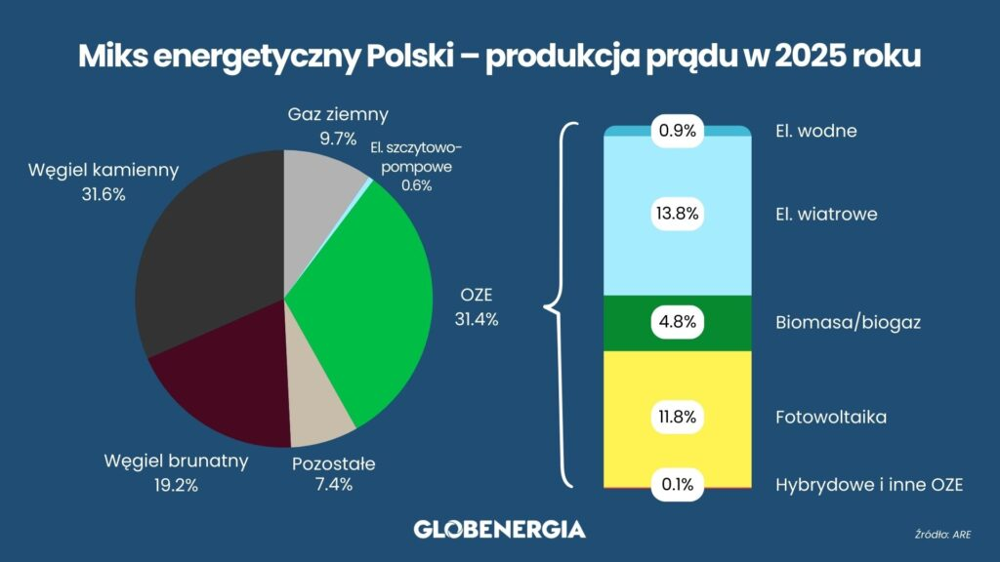 Miks energetyczny Polski – produkcja prądu w 2025 roku
Gaz ziemny
9.7%
El. szczytowo-
pompowe
0.6%
Węgiel kamienny
31.6%
OZE
31.4%
Węgiel brunatny
19.2%
Pozostałe
7.4%
0.9%
El. wodne
13.8%
El. wiatrowe
4.8%
Biomasa/biogaz
11.8%
Fotowoltaika
0.1%
Hybrydowe i inne OZE
GLOBENERGIA
Źródło: ARE